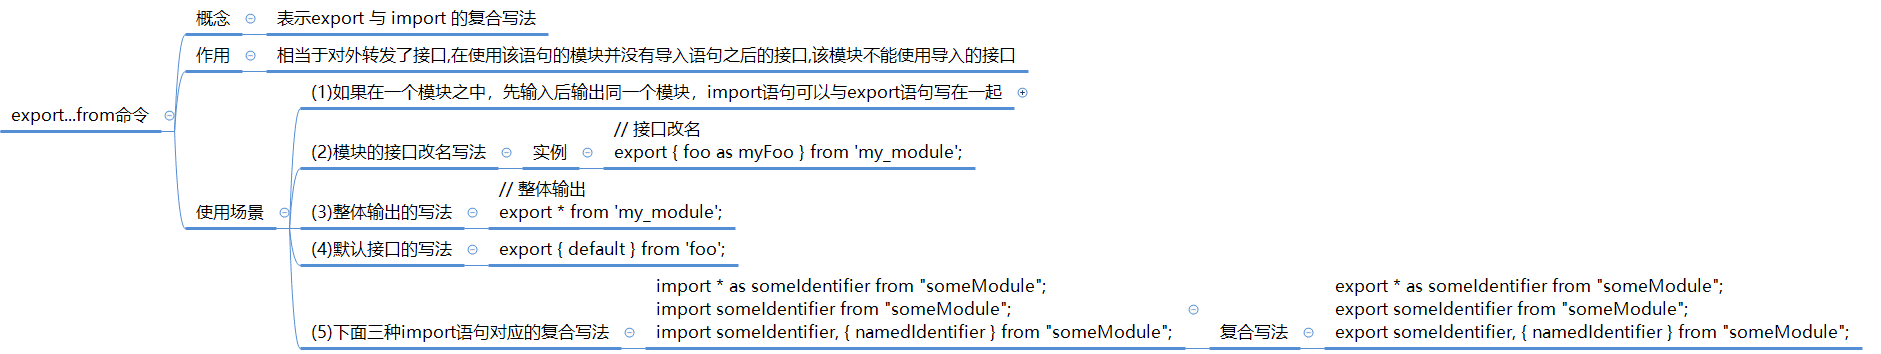 export...from命令
概念
表示export 与 import 的复合写法
作用
相当于对外转发了接口,在使用该语句的模块并没有导入语句之后的接口,该模块不能使用导入的接口
使用场景
(1)如果在一个模块之中，先输入后输出同一个模块，import语句可以与export语句写在一起
(2)模块的接口改名写法
实例
// 接口改名
export { foo as myFoo } from 'my_module';
(3)整体输出的写法
// 整体输出
export * from 'my_module';
(4)默认接口的写法
export { default } from 'foo';
(5)下面三种import语句对应的复合写法
import * as someIdentifier from "someModule";
import someIdentifier from "someModule";
import someIdentifier, { namedIdentifier } from "someModule";
复合写法
export * as someIdentifier from "someModule";
export someIdentifier from "someModule";
export someIdentifier, { namedIdentifier } from "someModule";